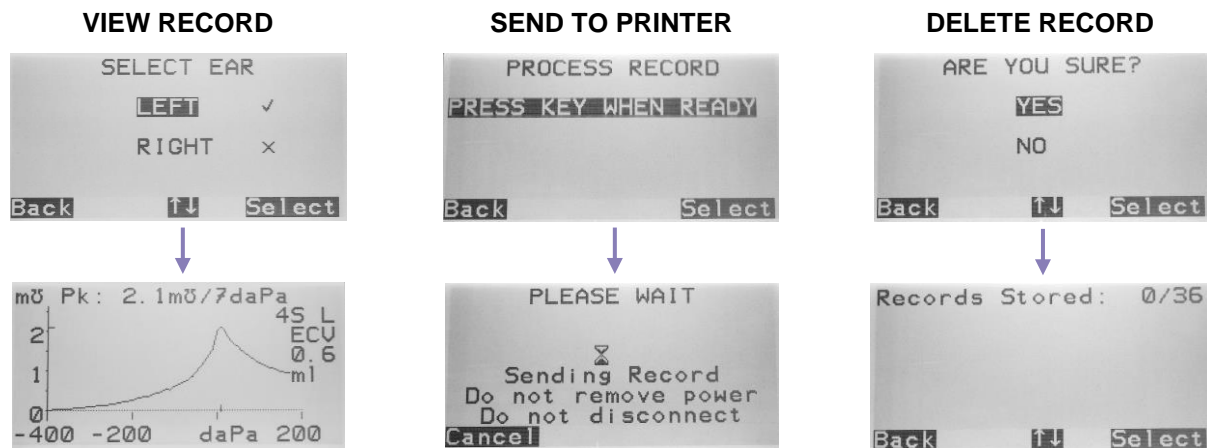 VIEW RECORD
SELECT EAR
LEFT ✓
RIGHT ×
Back ↑↓ Select
m℧ Pk: 2.1m℧/7daPa
4S L
2 ECV
0.6
1 ml
0
-400 -200 daPa 200
SEND TO PRINTER
PROCESS RECORD
PRESS KEY WHEN READY
Back Select
PLEASE WAIT
Sending Record
Do not remove power
Do not disconnect
Cancel
DELETE RECORD
ARE YOU SURE?
YES
NO
Back ↑↓ Select
Records Stored: 0/36
Back ↑↓ Select